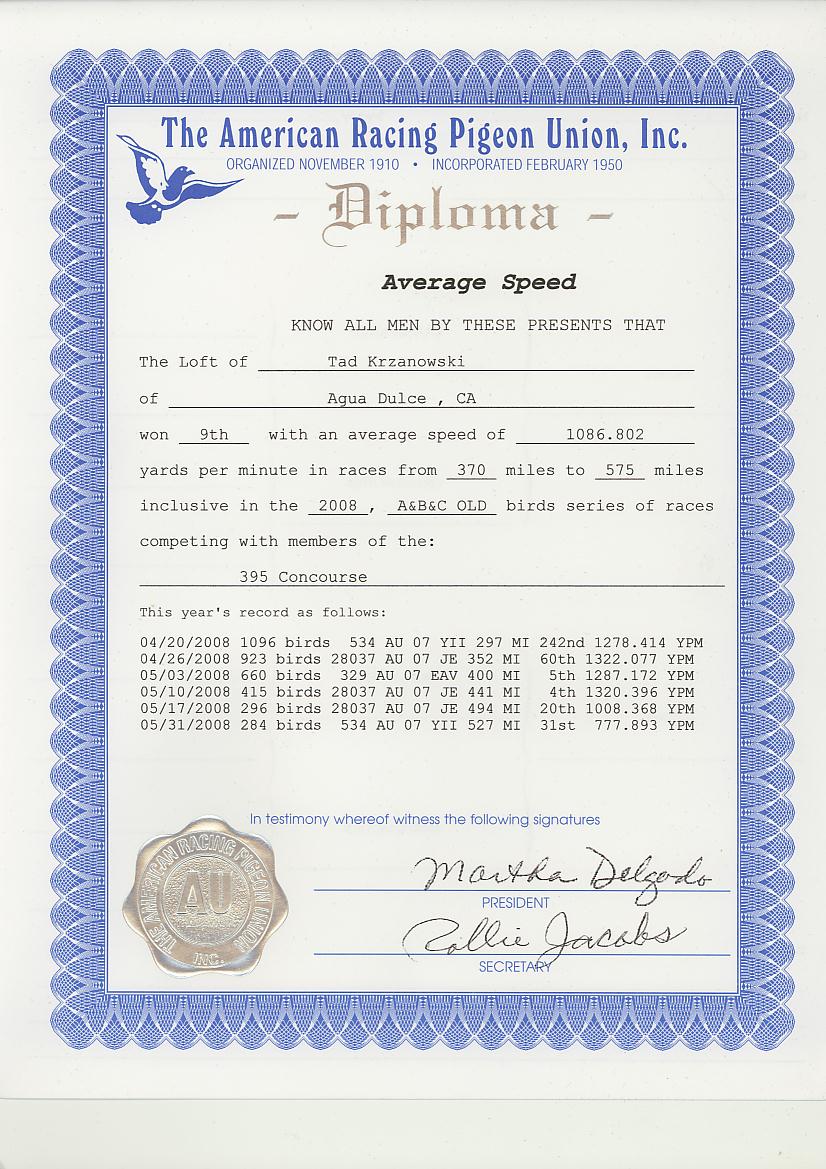 The American Racing Pigeon Union, Inc.
ORGANIZED NOVEMBER 1910 • INCORPORATED FEBRUARY 1950
- Diploma -
Average Speed
KNOW ALL MEN BY THESE PRESENTS THAT
The Loft of Tad Krzanowski
of Agua Dulce , CA
won 9th with an average speed of 1086.802
yards per minute in races from 370 miles to 575 miles
inclusive in the 2008 , A&B&C OLD birds series of races
competing with members of the:
395 Concourse
This year's record as follows:
04/20/2008 1096 birds 534 AU 07 YII 297 MI 242nd 1278.414 YPM
04/26/2008 923 birds 28037 AU 07 JE 352 MI 60th 1322.077 YPM
05/03/2008 660 birds 329 AU 07 EAV 400 MI 5th 1287.172 YPM
05/10/2008 415 birds 28037 AU 07 JE 441 MI 4th 1320.396 YPM
05/17/2008 296 birds 28037 AU 07 JE 494 MI 20th 1008.368 YPM
05/31/2008 284 birds 534 AU 07 YII 527 MI 31st 777.893 YPM
In testimony whereof witness the following signatures
THE AMERICAN RACING PIGEON UNION
AU
INC.
Martha Delgado
PRESIDENT
Rollie Jacobs
SECRETARY